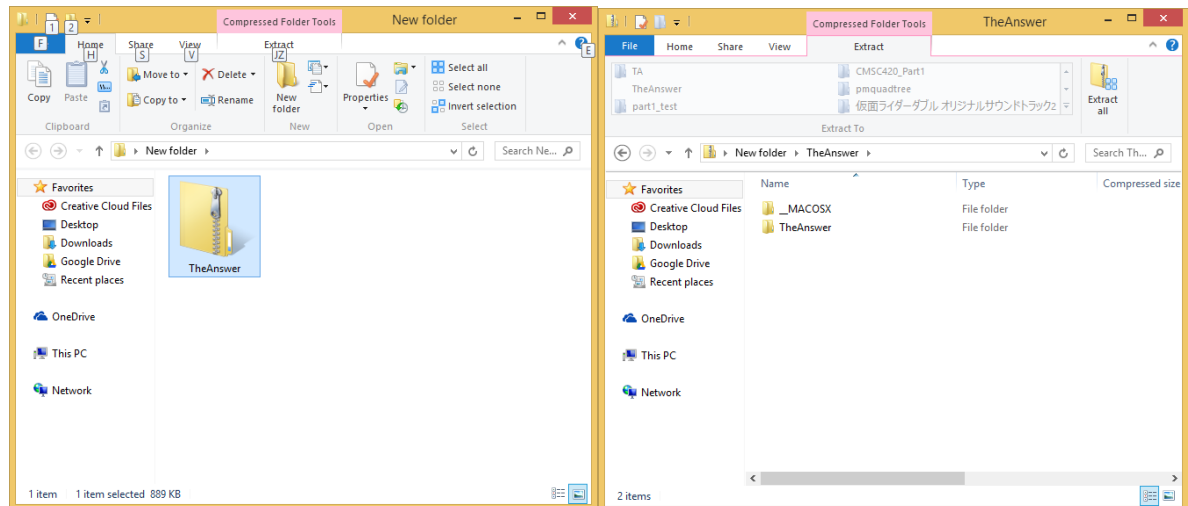 1 2 Compressed Folder Tools New folder
F Home Share View Extract E
H S V JZ
Copy Paste Move to Copy to Delete Rename New folder Properties Select all Select none Invert selection
Clipboard Organize New Open Select
New folder Search Ne...
Favorites
Creative Cloud Files
Desktop
Downloads
Google Drive
Recent places
OneDrive
This PC
Network
TheAnswer
1 item 1 item selected 889 KB
Compressed Folder Tools TheAnswer
File Home Share View Extract
TA CMSC420_Part1
TheAnswer pmquadtree
part1_test 仮面ライダーダブル オリジナルサウンドトラック2
Extract all
Extract To
New folder TheAnswer Search Th...
Favorites
Creative Cloud Files
Desktop
Downloads
Google Drive
Recent places
OneDrive
This PC
Network
Name Type Compressed size
__MACOSX File folder
TheAnswer File folder
2 items